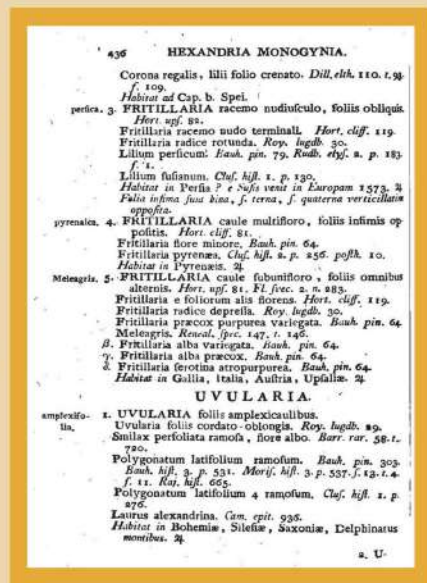 436 HEXANDRIA MONOGYNIA.
Corona regalis, lilii folio crenato. Dill. elth. 110. t. 93.
f. 109.
Habitat ad Cap. b. Spei.
persica. 3. FRITILLARIA racemo nudiuſculo, foliis obliquis.
Hort. upſ. 82.
Fritillaria racemo nudo terminali. Hort. cliff. 119.
Fritillaria radice rotunda. Roy. lugdb. 30.
Lilium perſicum. Bauh. pin. 79. Rudb. elyſ. 2. p. 183.
f. 1.
Lilium ſuſianum. Cluſ. hiſt. 1. p. 130.
Habitat in Perſia ? e Suſis venit in Europam 1573. ♃
Folia infima ſua bina, ſ. terna, ſ. quaterna verticillatim
oppoſita.
pyrenaica. 4. FRITILLARIA caule multifloro, foliis infimis op
poſitis. Hort. cliff. 81.
Fritillaria flore minore. Bauh. pin. 64.
Fritillaria pyrenæa. Cluſ. hiſt. 2. p. 256. poſth. 10.
Habitat in Pyrenæis. ♃
Meleagris. 5. FRITILLARIA caule ſubunifloro, foliis omnibus
alternis. Hort. upſ. 81. Fl. ſvec. 2. n. 283.
Fritillaria e foliorum alis florens. Hort. cliff. 119.
Fritillaria radice depreſſa. Roy. lugdb. 30.
Fritillaria præcox purpurea variegata. Bauh. pin. 64
Meleagris. Reneal. ſpec. 147. t. 146.
β. Fritillaria alba variegata. Bauh. pin. 64.
γ. Fritillaria alba præcox. Bauh. pin. 64.
δ. Fritillaria ſerotina atropurpurea. Bauh. pin. 64.
Habitat in Gallia, Italia, Auſtria, Upſaliæ. ♃
UVULARIA.
amplexifo- 1. UVULARIA foliis amplexicaulibus.
lia. Uvularia foliis cordato-oblongis. Roy. lugdb. 29.
Smilax perfoliata ramoſa, flore albo. Barr. rar. 58. t.
720.
Polygonatum latifolium ramoſum. Bauh. pin. 303.
Bauh. hiſt. 3. p. 531. Moriſ. hiſt. 3. p. 537. ſ. 13. t. 4.
f. 11. Raj. hiſt. 665.
Polygonatum latifolium 4 ramoſum. Cluſ. hiſt. 1. p.
276.
Laurus alexandrina. Cam. epit. 936.
Habitat in Bohemiæ, Sileſiæ, Saxoniæ, Delphinatus
montibus. ♃
2. U-